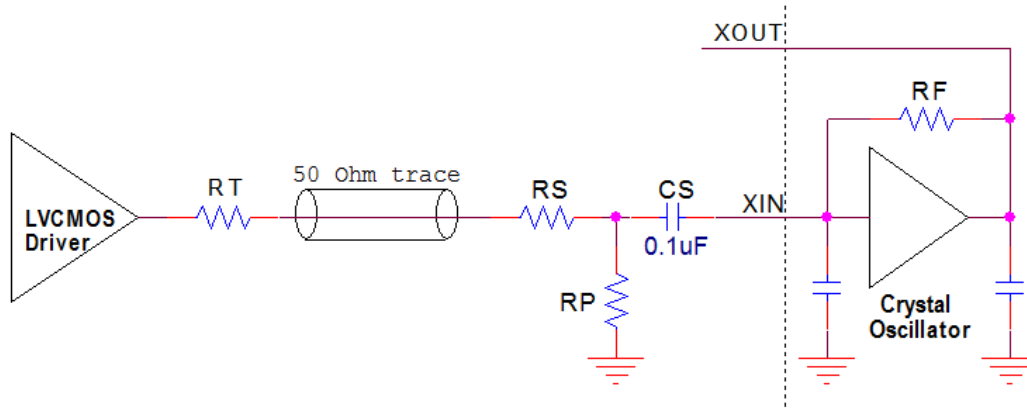 XOUT
RF
50 Ohm trace
RT
RS
CS
XIN
LVCMOS
Driver
0.1uF
RP
Crystal
Oscillator